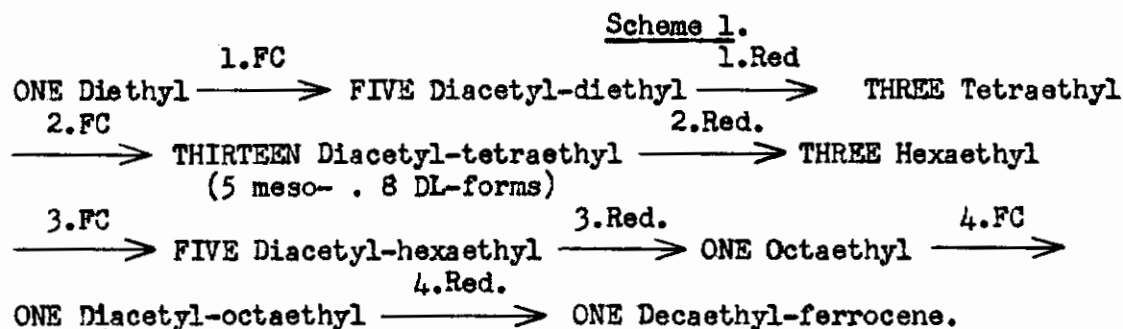 Scheme 1.
1.FC 1.Red
ONE Diethyl FIVE Diacetyl-diethyl THREE Tetraethyl
2.FC 2.Red.
THIRTEEN Diacetyl-tetraethyl THREE Hexaethyl
(5 meso- . 8 DL-forms)
3.FC 3.Red. 4.FC
FIVE Diacetyl-hexaethyl ONE Octaethyl
4.Red.
ONE Diacetyl-octaethyl ONE Decaethyl-ferrocene.